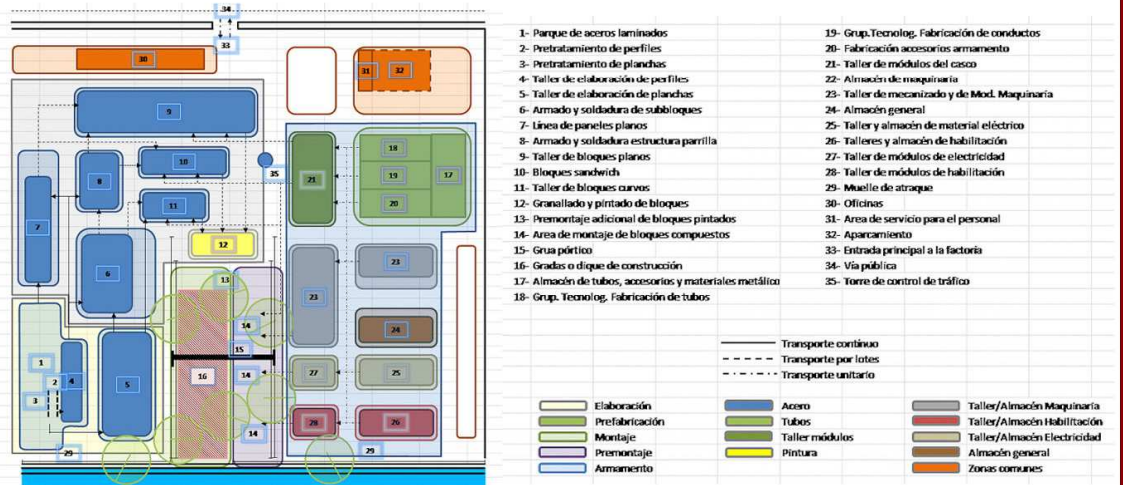 34
33
30
31
32
9
18
10
8
35
21
19
17
20
11
7
12
6
23
13
23
14
24
15
1
4
2
5
16
14
27
25
3
28
26
14
29
29
1- Parque de aceros laminados
2- Pretratamiento de perfiles
3- Pretratamiento de planchas
4- Taller de elaboración de perfiles
5- Taller de elaboración de planchas
6- Armado y soldadura de subbloques
7- Línea de paneles planos
8- Armado y soldadura estructura parrilla
9- Taller de bloques planos
10- Bloques sandwich
11- Taller de bloques curvos
12- Granallado y pintado de bloques
13- Premontaje adicional de bloques pintados
14- Area de montaje de bloques compuestos
15- Grua pórtico
16- Gradas o dique de construcción
17- Almacén de tubos, accesorios y materiales metálico
18- Grup. Tecnolog. Fabricación de tubos
19- Grup.Tecnolog. Fabricación de conductos
20- Fabricación accesorios armamento
21- Taller de módulos del casco
22- Almacén de maquinaria
23- Taller de mecanizado y de Mod. Maquinaría
24- Almacén general
25- Taller y almacén de material eléctrico
26- Talleres y almacén de habilitación
27- Taller de módulos de electricidad
28- Taller de módulos de habilitación
29- Muelle de atraque
30- Oficinas
31- Area de servicio para el personal
32- Aparcamiento
33- Entrada principal a la factoria
34- Vía pública
35- Torre de control de tráfico
Transporte contínuo
Transporte por lotes
Transporte unitario
Elaboración
Prefabricación
Montaje
Premontaje
Armamento
Acero
Tubos
Taller módulos
Pintura
Taller/Almacén Maquinaría
Taller/Almacén Habilitación
Taller/Almacén Electricidad
Almacén general
Zonas comunes